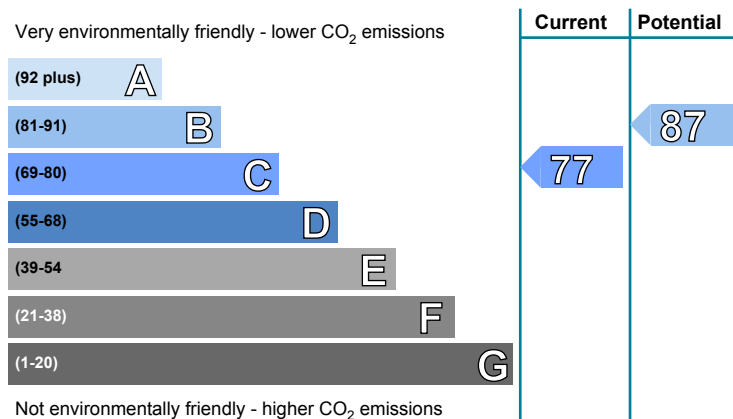 Current Potential
Very environmentally friendly - lower CO2 emissions
(92 plus) A
(81-91) B 87
(69-80) C 77
(55-68) D
(39-54 E
(21-38) F
(1-20) G
Not environmentally friendly - higher CO2 emissions